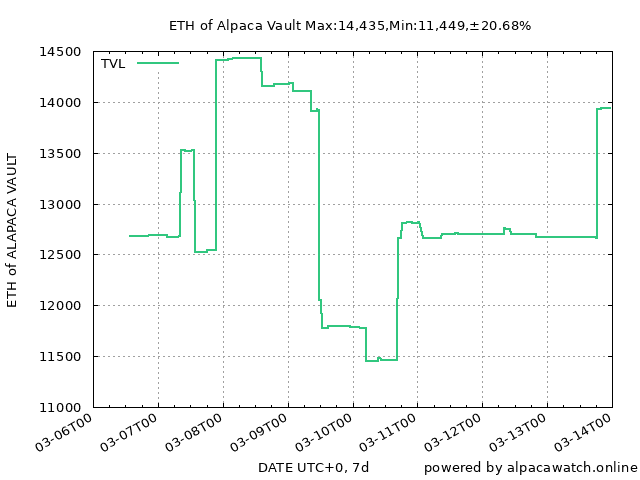 ETH of Alpaca Vault Max:14,435,Min:11,449,±20.68%
TVL
14500
14000
13500
13000
12500
12000
11500
11000
ETH of ALAPACA VAULT
03-06T00
03-07T00
03-08T00
03-09T00
03-10T00
03-11T00
03-12T00
03-13T00
03-14T00
DATE UTC+0, 7d
powered by alpacawatch.online